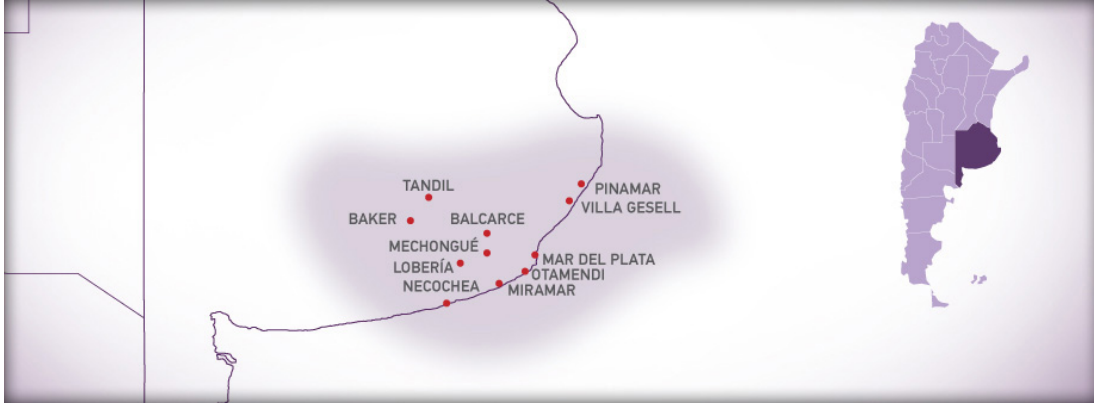 TANDIL
PINAMAR
BAKER
VILLA GESELL
BALCARCE
MECHONGUÉ
MAR DEL PLATA
LOBERÍA
OTAMENDI
NECOCHEA
MIRAMAR